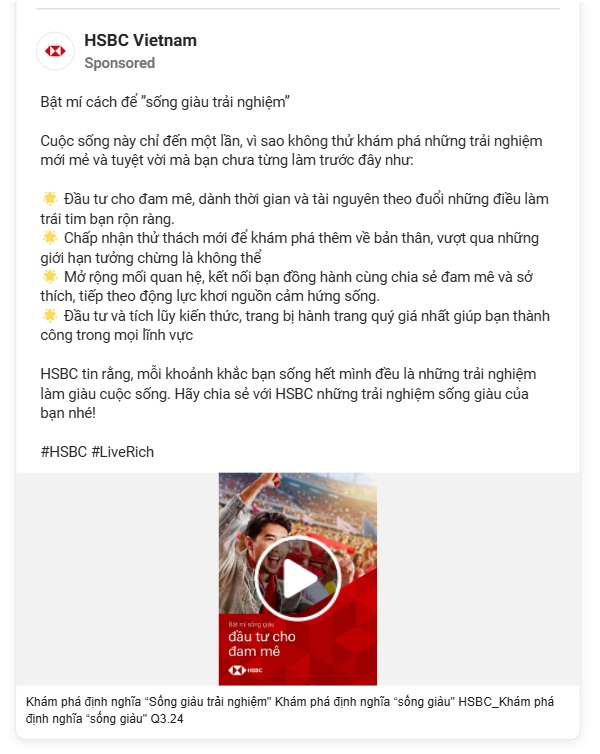 HSBC Vietnam
Sponsored
Bật mí cách để ”sống giàu trải nghiệm”
Cuộc sống này chỉ đến một lần, vì sao không thử khám phá những trải nghiệm
mới mẻ và tuyệt vời mà bạn chưa từng làm trước đây như:
🌟 Đầu tư cho đam mê, dành thời gian và tài nguyên theo đuổi những điều làm
trái tim bạn rộn ràng.
🌟 Chấp nhận thử thách mới để khám phá thêm về bản thân, vượt qua những
giới hạn tưởng chừng là không thể
🌟 Mở rộng mối quan hệ, kết nối bạn đồng hành cùng chia sẻ đam mê và sở
thích, tiếp theo động lực khơi nguồn cảm hứng sống.
🌟 Đầu tư và tích lũy kiến thức, trang bị hành trang quý giá nhất giúp bạn thành
công trong mọi lĩnh vực
HSBC tin rằng, mỗi khoảnh khắc bạn sống hết mình đều là những trải nghiệm
làm giàu cuộc sống. Hãy chia sẻ với HSBC những trải nghiệm sống giàu của
bạn nhé!
#HSBC #LiveRich
Bật mí sống giàu
đầu tư cho
đam mê
HSBC
Khám phá định nghĩa “Sống giàu trải nghiệm” Khám phá định nghĩa “sống giàu” HSBC_Khám phá
định nghĩa “sống giàu” Q3.24